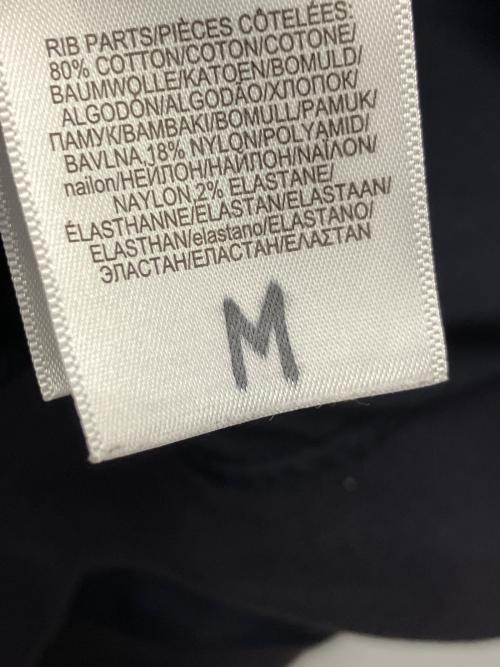 RIB PARTS/PIÈCES CÔTELÉES:
80% COTTON/COTON/COTONE/
BAUMWOLLE/KATOEN/BOMULD/
ALGODÓN/ALGODÃO/ХЛОПОК/
ПАМУК/ΒΑΜΒΑΚΙ/BOMULL/PAMUK/
BAVLNA,18% NYLON/POLYAMID/
nailon/НЕЙЛОН/НАЙЛОН/ΝΑΪΛΟΝ/
NAYLON,2% ELASTANE/
ÉLASTHANNE/ELASTAN/ELASTAAN/
ELASTHAN/elastano/ELASTANO/
ЭЛАСТАН/ЕЛАСТАН/ΕΛΑΣΤΑΝ
M